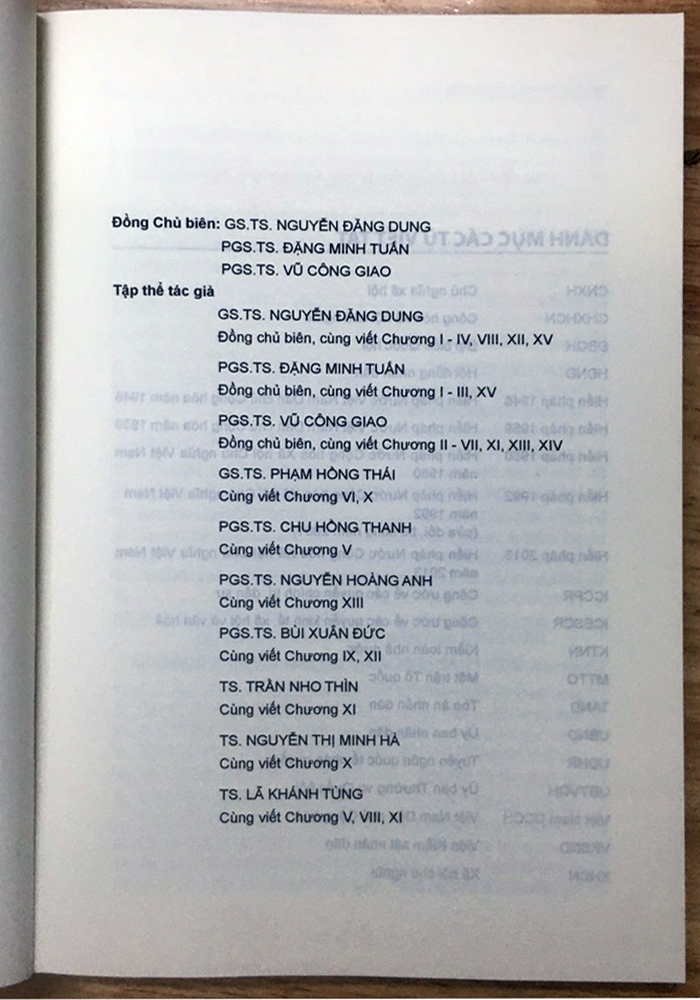 Đồng Chủ biên: GS.TS. NGUYỄN ĐĂNG DUNG
PGS.TS. ĐẶNG MINH TUẤN
PGS.TS. VŨ CÔNG GIAO
Tập thể tác giả
GS.TS. NGUYỄN ĐĂNG DUNG
Đồng chủ biên, cùng viết Chương I - IV, VIII, XII, XV
PGS.TS. ĐẶNG MINH TUẤN
Đồng chủ biên, cùng viết Chương I - III, XV
PGS.TS. VŨ CÔNG GIAO
Đồng chủ biên, cùng viết Chương II - VII, XI, XIII, XIV
GS.TS. PHẠM HỒNG THÁI
Cùng viết Chương VI, X
PGS.TS. CHU HỒNG THANH
Cùng viết Chương V
PGS.TS. NGUYỄN HOÀNG ANH
Cùng viết Chương XIII
PGS.TS. BÙI XUÂN ĐỨC
Cùng viết Chương IX, XII
TS. TRẦN NHO THÌN
Cùng viết Chương XI
TS. NGUYỄN THỊ MINH HÀ
Cùng viết Chương X
TS. LÃ KHÁNH TÙNG
Cùng viết Chương V, VIII, XI